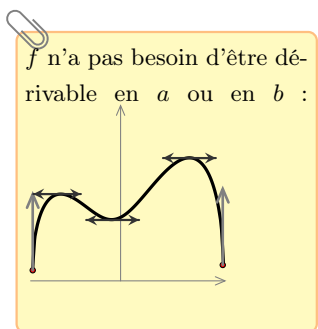 f n'a pas besoin d'être dé-
rivable en a ou en b :